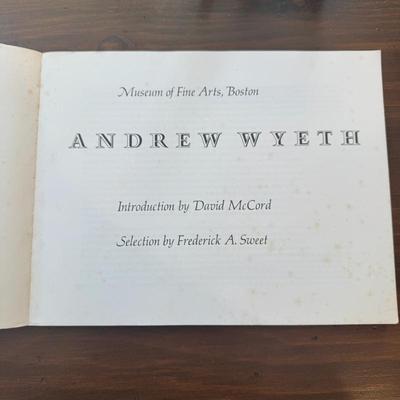 Museum of Fine Arts, Boston
ANDREW WYETH
Introduction by David McCord
Selection by Frederick A. Sweet